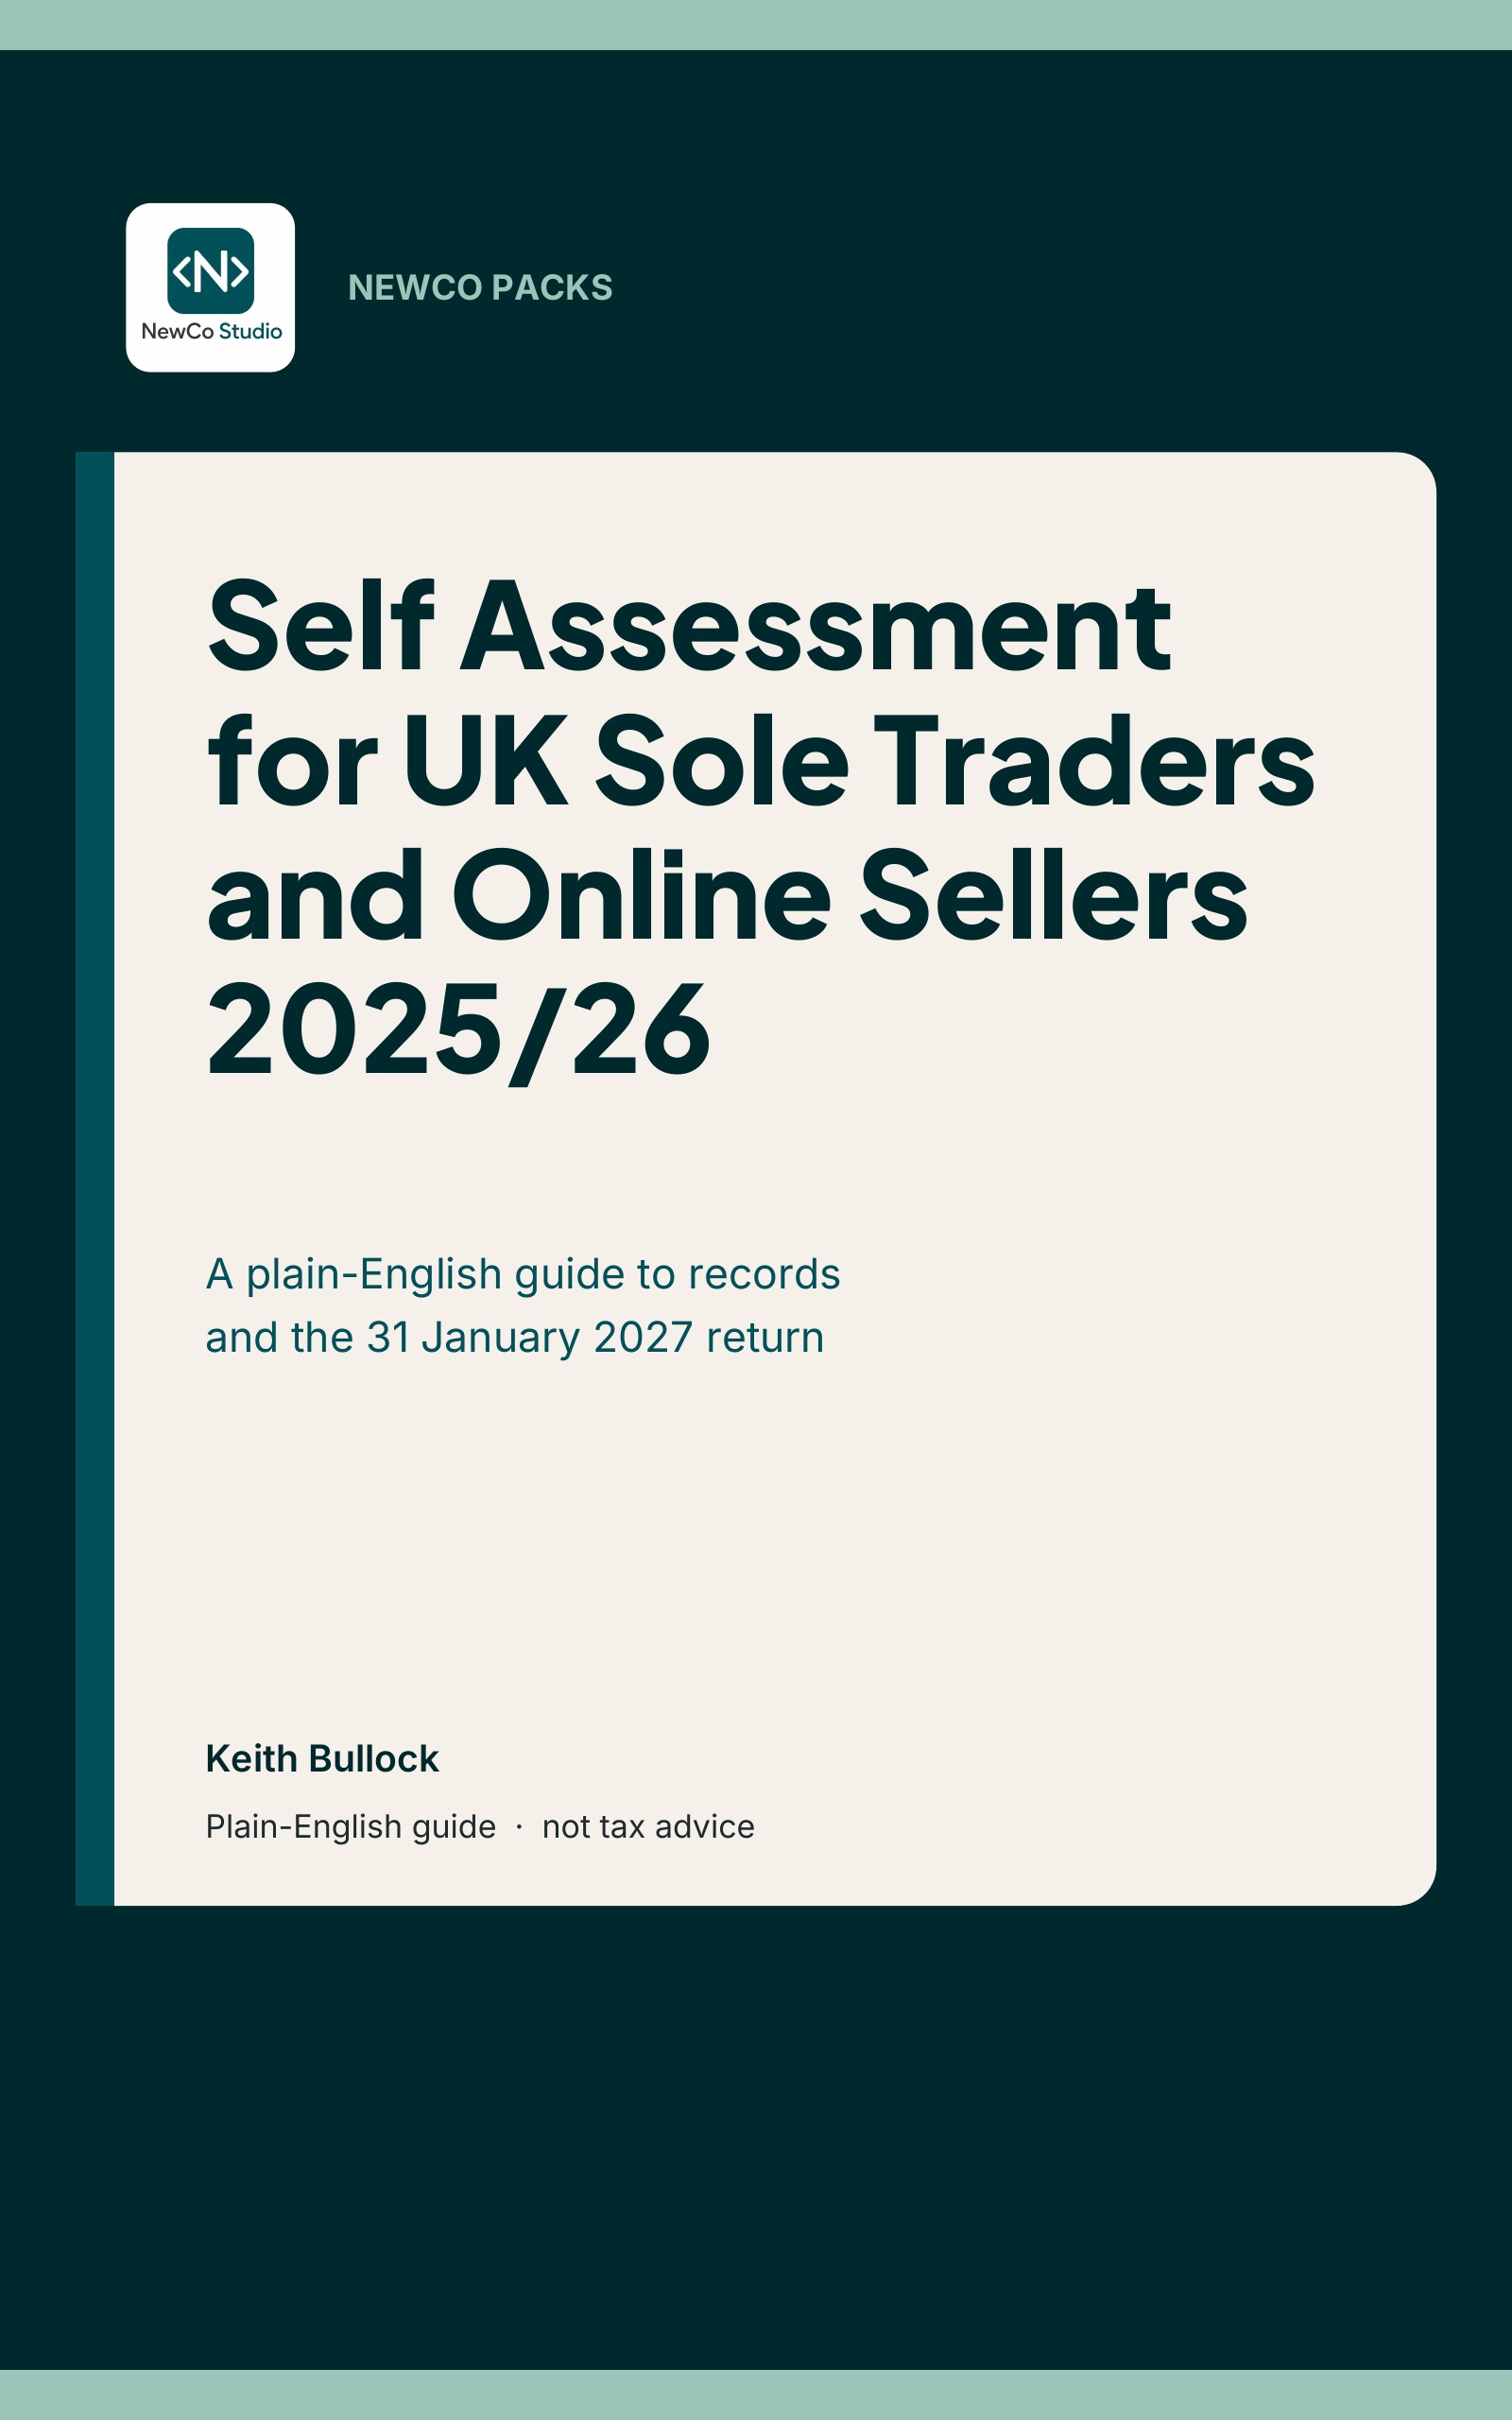 <N>
NewCo Studio
NEWCO PACKS
Self Assessment
for UK Sole Traders
and Online Sellers
2025/26
A plain-English guide to records
and the 31 January 2027 return
Keith Bullock
Plain-English guide · not tax advice